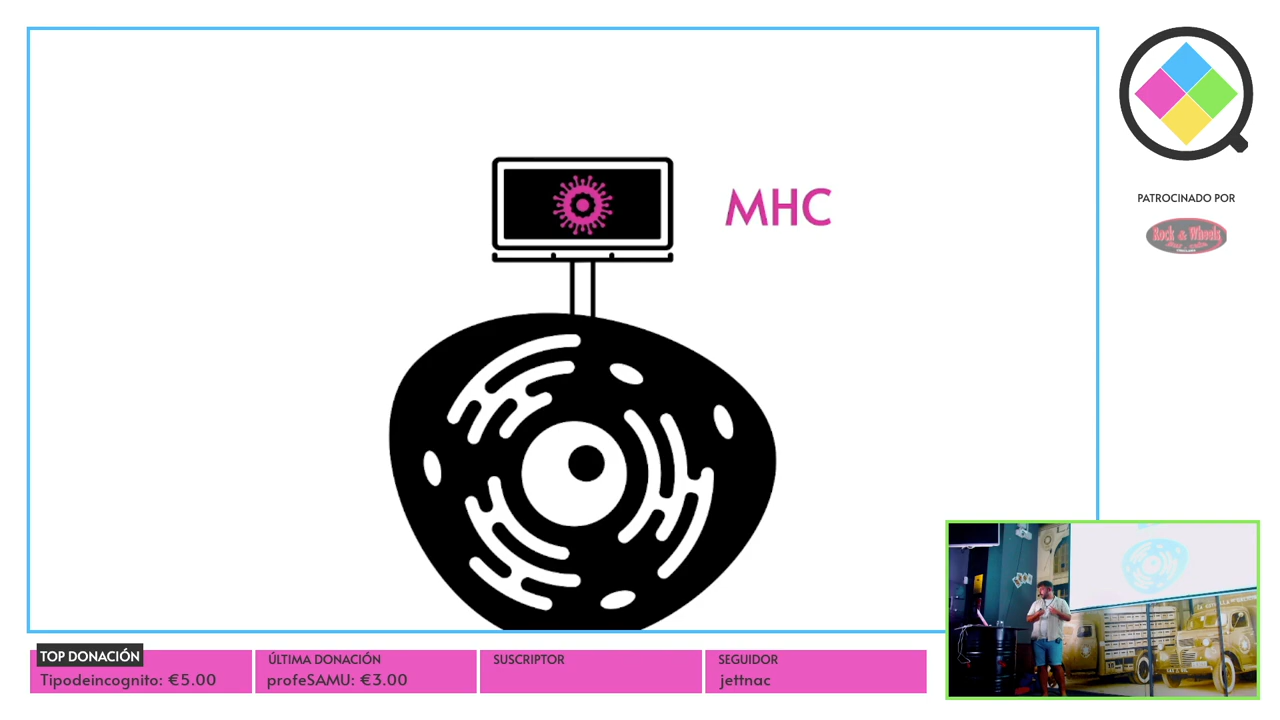 MHC
PATROCINADO POR
Rock & Wheels
TOP DONACIÓN
Tipodeincognito: €5.00
ÚLTIMA DONACIÓN
profeSAMU: €3.00
SUSCRIPTOR
SEGUIDOR
jettnac